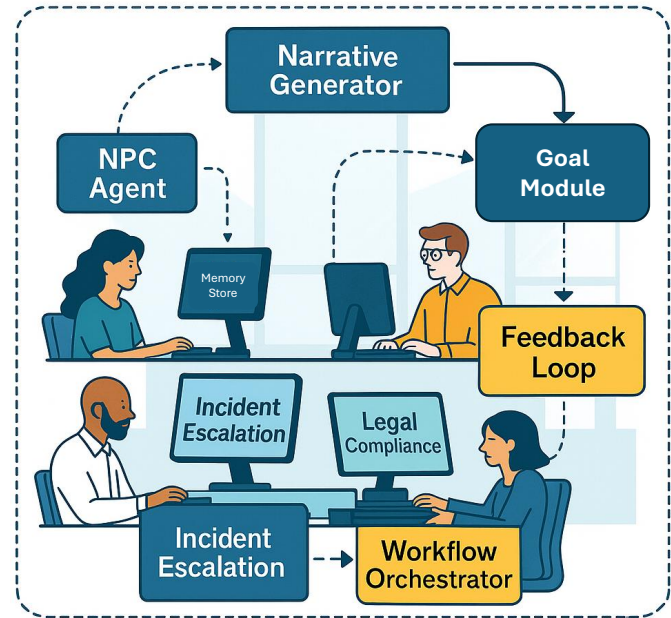 Narrative
Generator
NPC
Agent
Goal
Module
Memory
Store
Feedback
Loop
Incident
Escalation
Legal
Compliance
Incident
Escalation
Workflow
Orchestrator